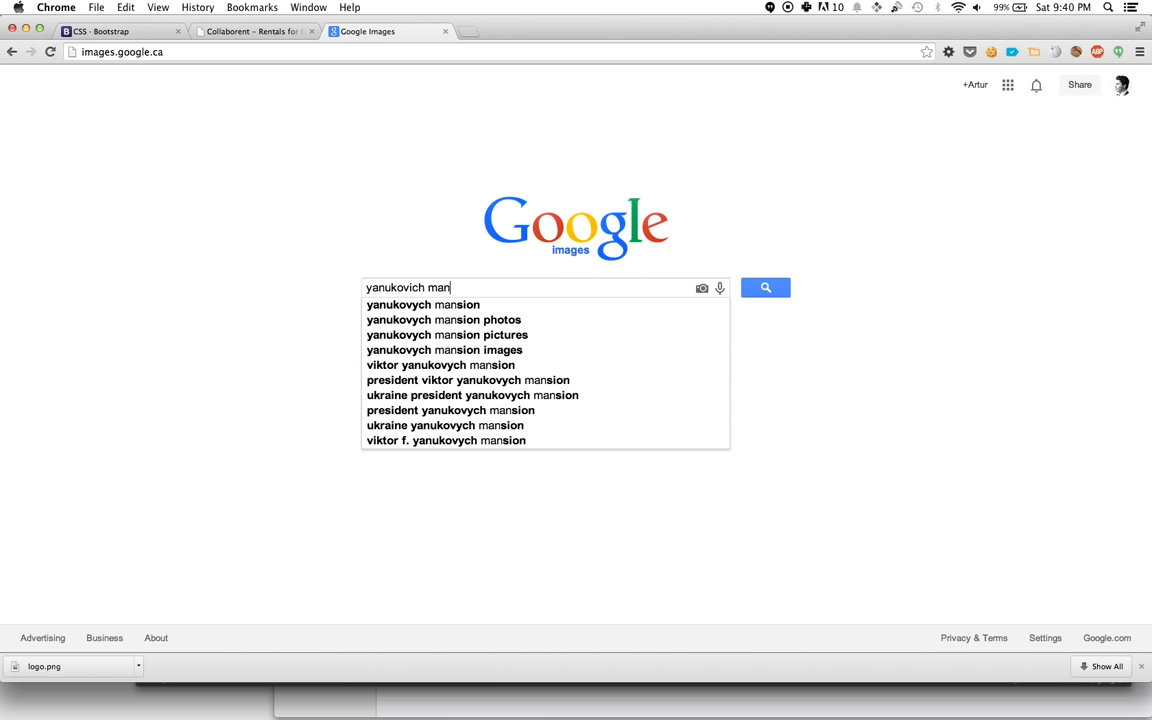 Chrome File Edit View History Bookmarks Window Help 10 99% Sat 9:40 PM
CSS · Bootstrap Collaborent – Rentals for Google Images
images.google.ca ABP
+Artur Share
Google
images
yanukovich man
yanukovych mansion
yanukovych mansion photos
yanukovych mansion pictures
yanukovych mansion images
viktor yanukovych mansion
president viktor yanukovych mansion
ukraine president yanukovych mansion
president yanukovych mansion
ukraine yanukovych mansion
viktor f. yanukovych mansion
Advertising Business About Privacy & Terms Settings Google.com
logo.png Show All